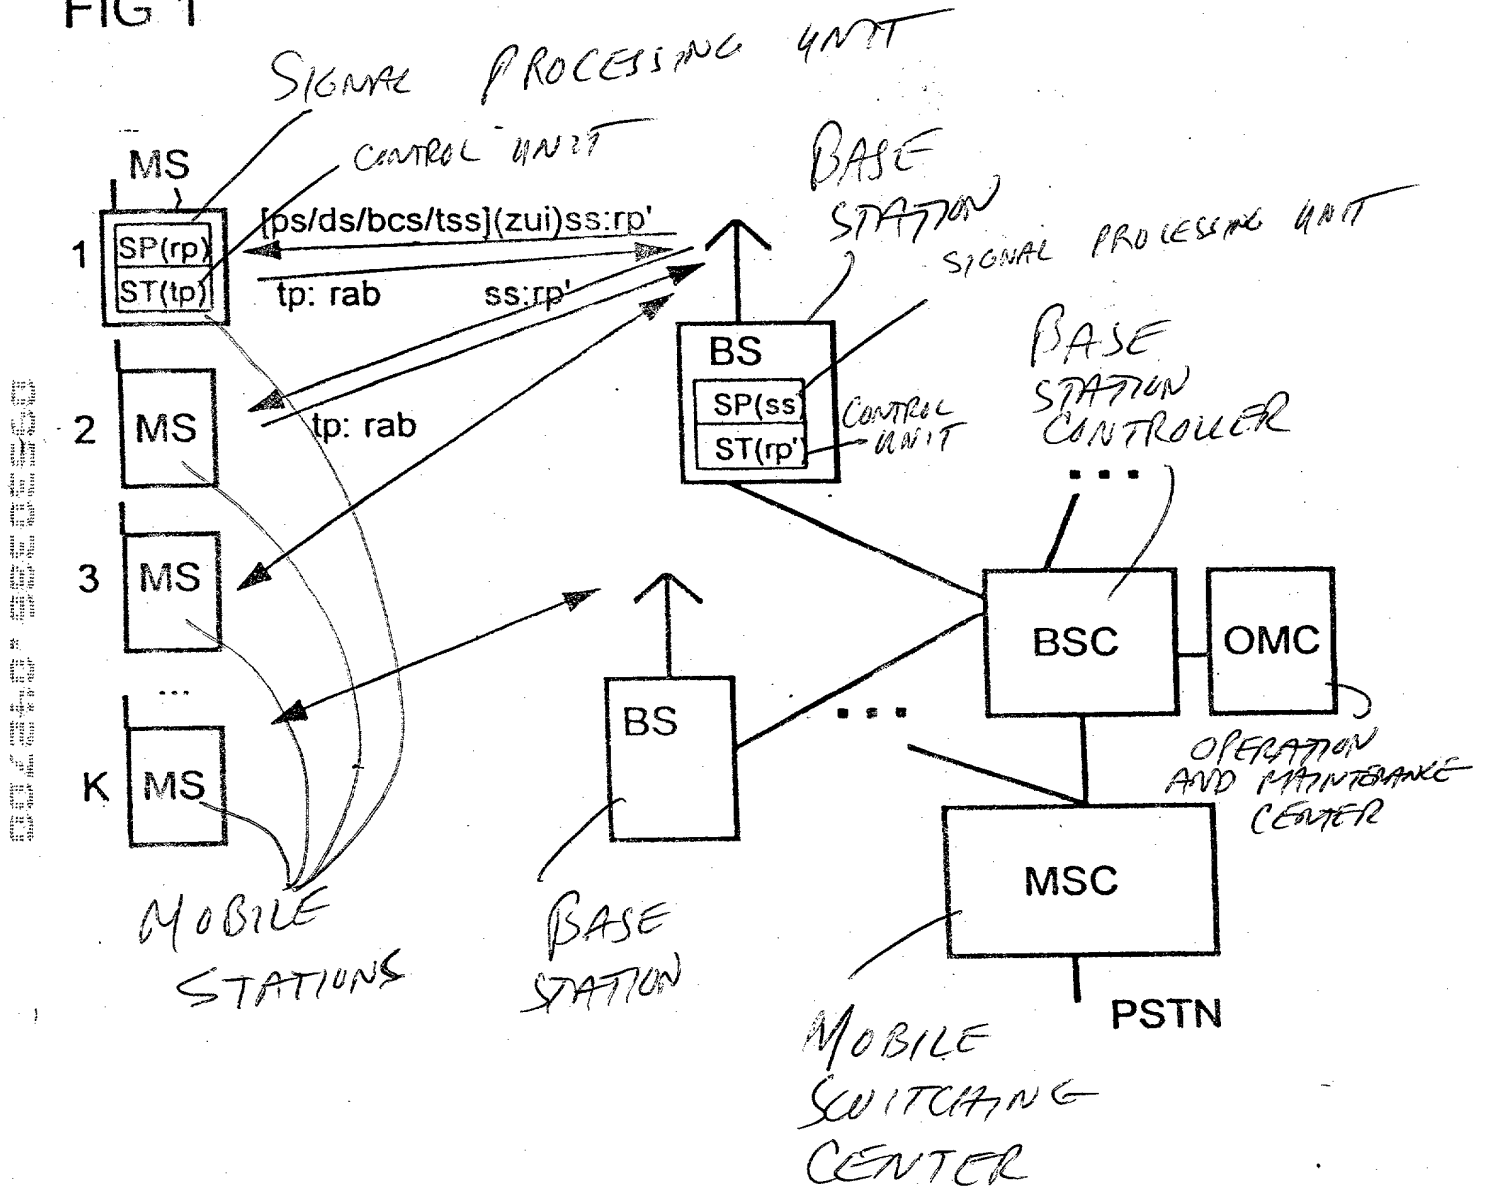 FIG 1
SIGNAL PROCESSING UNIT
CONTROL UNIT
MS
1
SP(rp)
ST(tp)
[ps/ds/bcs/tss](zui)ss:rp'
tp: rab
ss:rp'
BASE
STATION
SIGNAL PROCESSING UNIT
BS
SP(ss)
ST(rp')
CONTROL
UNIT
BASE
STATION
CONTROLLER
...
2
MS
tp: rab
3
MS
...
K
MS
MOBILE
STATIONS
BS
BASE
STATION
...
BSC
OMC
OPERATION
AND MAINTENANCE
CENTER
MSC
PSTN
MOBILE
SWITCHING
CENTER